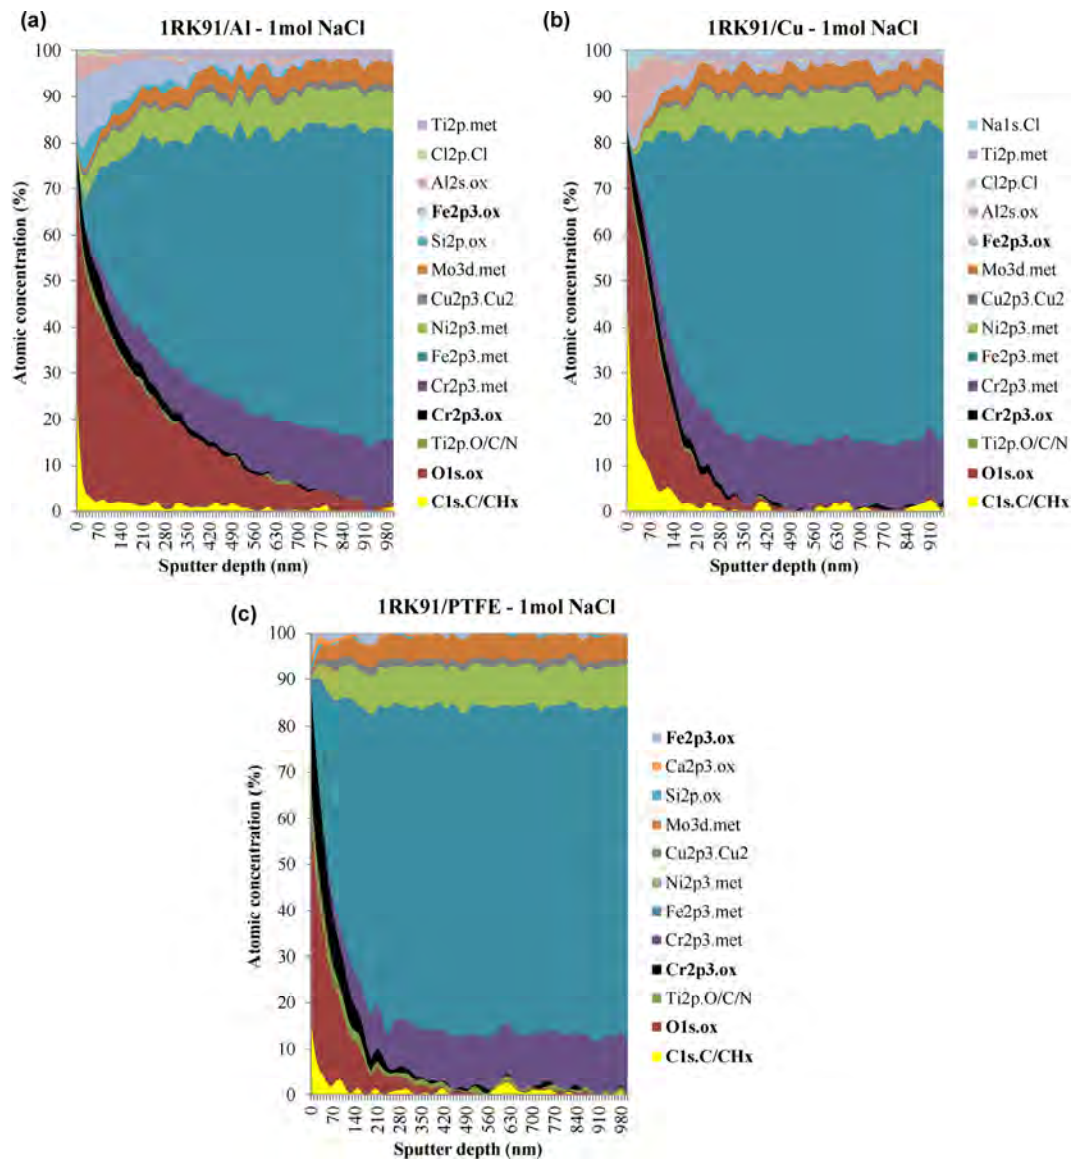 (a)
1RK91/Al - 1mol NaCl
100
90
80
70
60
50
40
30
20
10
0
Atomic concentration (%)
0
70
140
210
280
350
420
490
560
630
700
770
840
910
980
Sputter depth (nm)
Ti2p.met
Cl2p.Cl
Al2s.ox
Fe2p3.ox
Si2p.ox
Mo3d.met
Cu2p3.Cu2
Ni2p3.met
Fe2p3.met
Cr2p3.met
Cr2p3.ox
Ti2p.O/C/N
O1s.ox
C1s.C/CHx
(b)
1RK91/Cu - 1mol NaCl
100
90
80
70
60
50
40
30
20
10
0
Atomic concentration (%)
0
70
140
210
280
350
420
490
560
630
700
770
840
910
Sputter depth (nm)
Na1s.Cl
Ti2p.met
Cl2p.Cl
Al2s.ox
Fe2p3.ox
Mo3d.met
Cu2p3.Cu2
Ni2p3.met
Fe2p3.met
Cr2p3.met
Cr2p3.ox
Ti2p.O/C/N
O1s.ox
C1s.C/CHx
(c)
1RK91/PTFE - 1mol NaCl
100
90
80
70
60
50
40
30
20
10
0
Atomic concentration (%)
0
70
140
210
280
350
420
490
560
630
700
770
840
910
980
Sputter depth (nm)
Fe2p3.ox
Ca2p3.ox
Si2p.ox
Mo3d.met
Cu2p3.Cu2
Ni2p3.met
Fe2p3.met
Cr2p3.met
Cr2p3.ox
Ti2p.O/C/N
O1s.ox
C1s.C/CHx